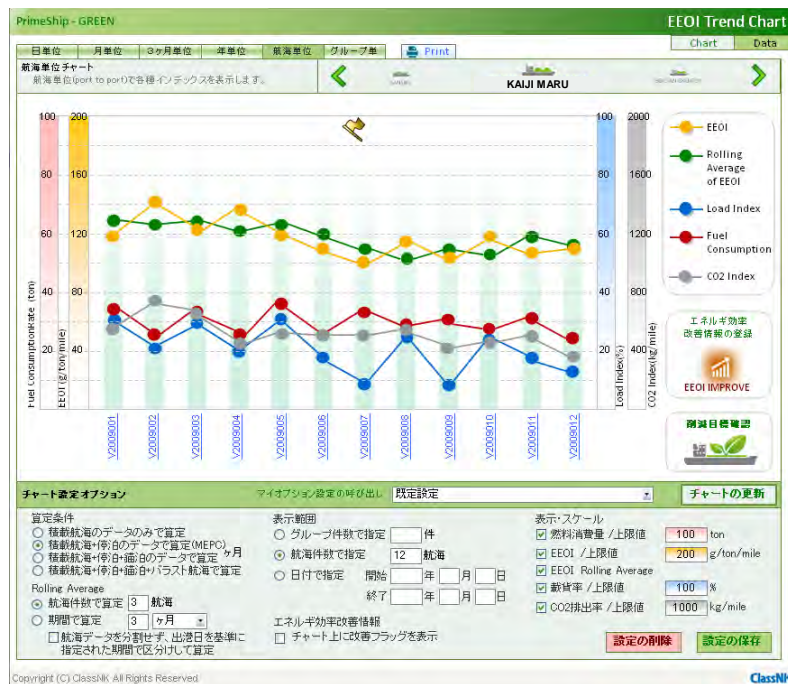 PrimeShip - GREEN
EEOI Trend Chart
Chart Data
日単位 月単位 3ヶ月単位 年単位 航海単位 グループ単 Print
航海単位チャート
航海単位(port to port)で各種インデックスを表示します。
KAIJI MARU
100 200 100 2000
80 160 80 1600
60 120 60 1200
40 80 40 800
20 40 20 400
Fuel ConsumptionRate (ton)
EEOI (g/ton/mile)
Load Index(%)
CO2 Index(kg/mile)
EEOI
Rolling
Average
of EEOI
Load Index
Fuel
Consumption
CO2 Index
V2009001 V2009002 V2009003 V2009004 V2009005 V2009006 V2009007 V2009008 V2009009 V2009010 V2009011 V2009012
エネルギ効率
改善情報の登録
EEOI IMPROVE
削減目標確認
チャート設定オプション マイオプション設定の呼び出し 既定設定 チャートの更新
算定条件
積載航海のデータのみで算定
積載航海+停泊のデータで算定(MEPC)
積載航海+停泊+錨泊のデータで算定 ヶ月
積載航海+停泊+錨泊+バラスト航海で算定
Rolling Average
航海件数で算定 3 航海
期間で算定 3 ヶ月
航海データを分割せず、出港日を基準に
指定された期間で区分けして算定
表示範囲
グループ件数で指定 件
航海件数で指定 12 航海
日付で指定 開始 年 月 日
終了 年 月 日
エネルギ効率改善情報
チャート上に改善フラッグを表示
表示・スケール
燃料消費量 /上限値 100 ton
EEOI /上限値 200 g/ton/mile
EEOI Rolling Average
載貨率 /上限値 100 %
CO2排出率 /上限値 1000 kg/mile
設定の削除 設定の保存
Copyright (C) ClassNK All Rights Reserved.
ClassNK